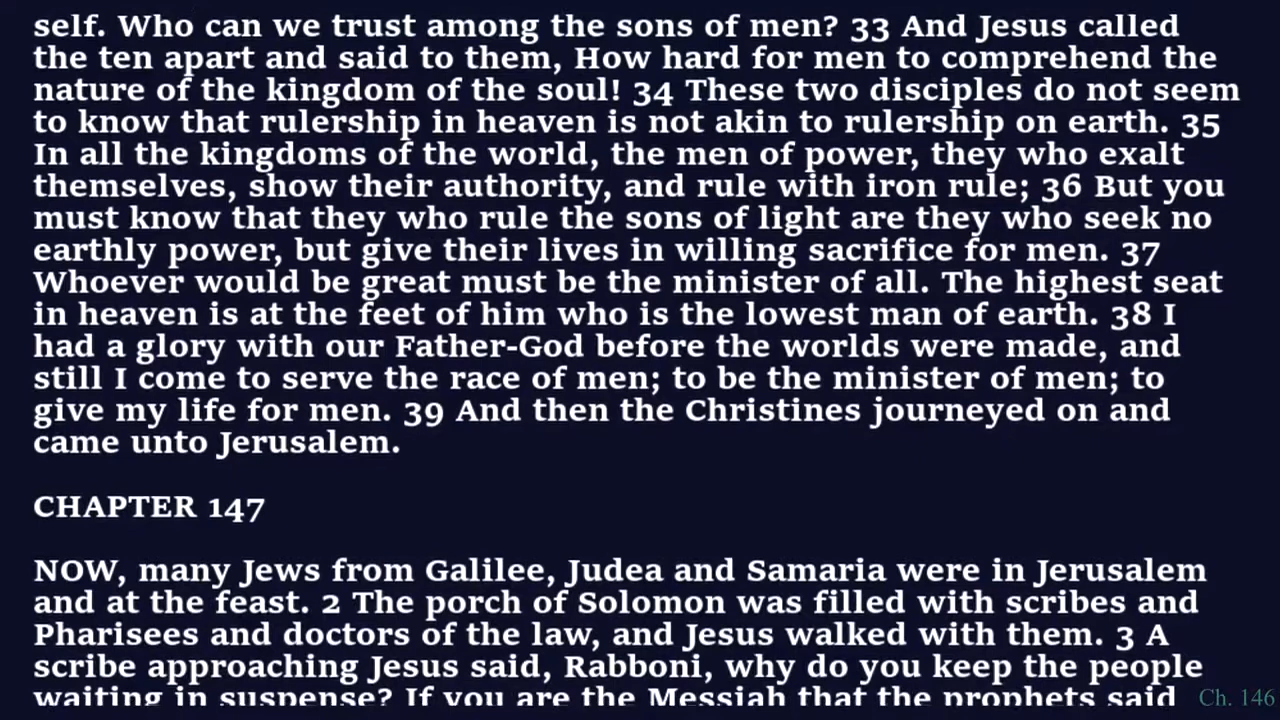 self. Who can we trust among the sons of men? 33 And Jesus called
the ten apart and said to them, How hard for men to comprehend the
nature of the kingdom of the soul! 34 These two disciples do not seem
to know that rulership in heaven is not akin to rulership on earth. 35
In all the kingdoms of the world, the men of power, they who exalt
themselves, show their authority, and rule with iron rule; 36 But you
must know that they who rule the sons of light are they who seek no
earthly power, but give their lives in willing sacrifice for men. 37
Whoever would be great must be the minister of all. The highest seat
in heaven is at the feet of him who is the lowest man of earth. 38 I
had a glory with our Father-God before the worlds were made, and
still I come to serve the race of men; to be the minister of men; to
give my life for men. 39 And then the Christines journeyed on and
came unto Jerusalem.
CHAPTER 147
NOW, many Jews from Galilee, Judea and Samaria were in Jerusalem
and at the feast. 2 The porch of Solomon was filled with scribes and
Pharisees and doctors of the law, and Jesus walked with them. 3 A
scribe approaching Jesus said, Rabboni, why do you keep the people
waiting in suspense? If you are the Messiah that the prophets said
Ch. 146